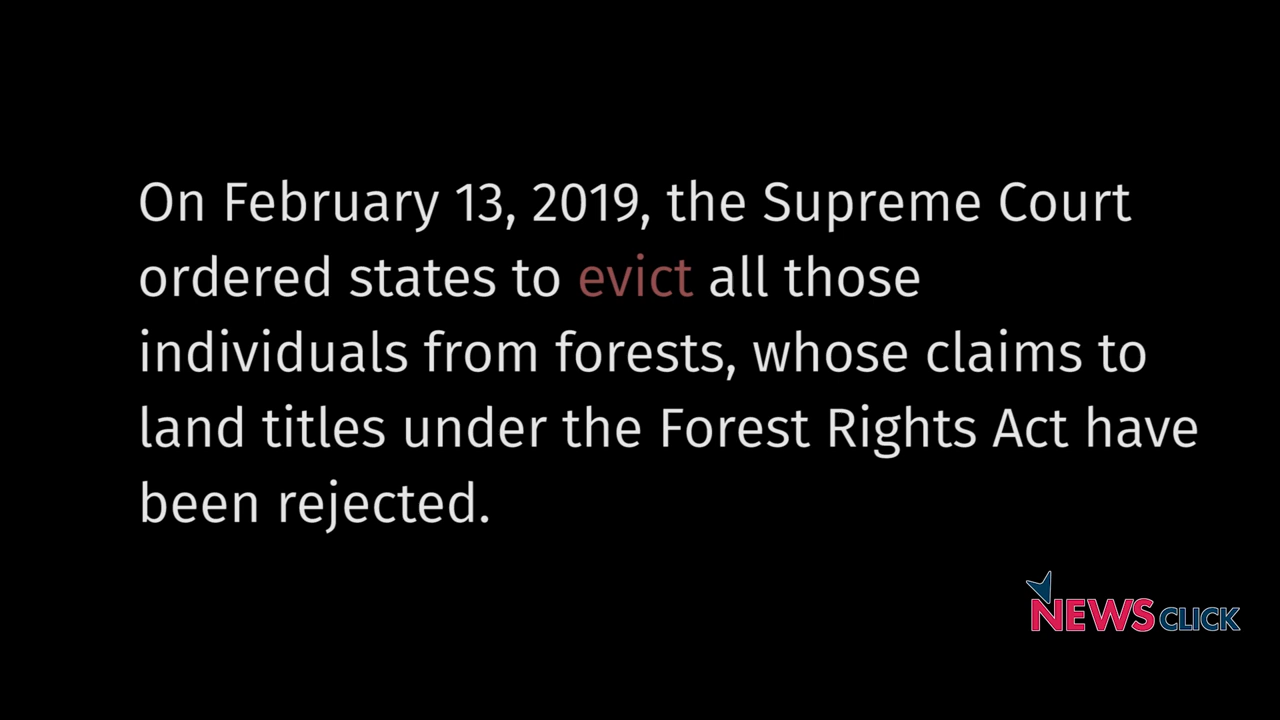 On February 13, 2019, the Supreme Court
ordered states to evict all those
individuals from forests, whose claims to
land titles under the Forest Rights Act have
been rejected.
NEWSCLICK